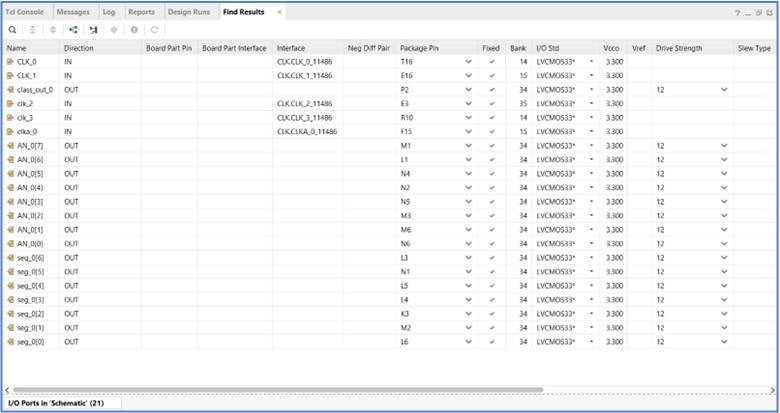 Tcl Console Messages Log Reports Design Runs Find Results ×
Name Direction Board Part Pin Board Part Interface Interface Neg Diff Pair Package Pin Fixed Bank I/O Std Vcco Vref Drive Strength Slew Type
CLK_0 IN CLK.CLK_0_11486 T16 14 LVCMOS33* 3.300
CLK_1 IN CLK.CLK_1_11486 E16 15 LVCMOS33* 3.300
class_out_0 OUT P2 34 LVCMOS33* 3.300 12
clk_2 IN CLK.CLK_2_11486 E3 35 LVCMOS33* 3.300
clk_3 IN CLK.CLK_3_11486 R10 14 LVCMOS33* 3.300
clka_0 IN CLK.CLKA_0_11486 F15 15 LVCMOS33* 3.300
AN_0[7] OUT M1 34 LVCMOS33* 3.300 12
AN_0[6] OUT L1 34 LVCMOS33* 3.300 12
AN_0[5] OUT N4 34 LVCMOS33* 3.300 12
AN_0[4] OUT N2 34 LVCMOS33* 3.300 12
AN_0[3] OUT N5 34 LVCMOS33* 3.300 12
AN_0[2] OUT M3 34 LVCMOS33* 3.300 12
AN_0[1] OUT M6 34 LVCMOS33* 3.300 12
AN_0[0] OUT N6 34 LVCMOS33* 3.300 12
seg_0[6] OUT L3 34 LVCMOS33* 3.300 12
seg_0[5] OUT N1 34 LVCMOS33* 3.300 12
seg_0[4] OUT L5 34 LVCMOS33* 3.300 12
seg_0[3] OUT L4 34 LVCMOS33* 3.300 12
seg_0[2] OUT K3 34 LVCMOS33* 3.300 12
seg_0[1] OUT M2 34 LVCMOS33* 3.300 12
seg_0[0] OUT L6 34 LVCMOS33* 3.300 12
I/O Ports in 'Schematic' (21)